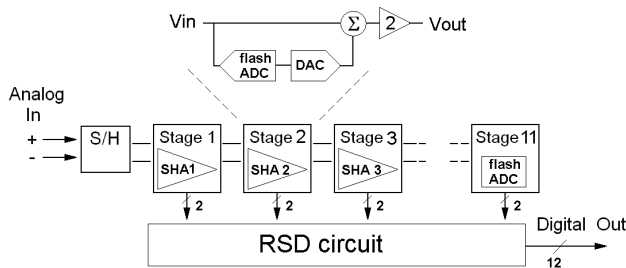 Vin
Σ
2
Vout
flash
ADC
DAC
Analog
In
+
-
S/H
Stage 1
SHA1
Stage 2
SHA 2
Stage 3
SHA 3
Stage 11
flash
ADC
2
2
2
2
RSD circuit
Digital Out
12